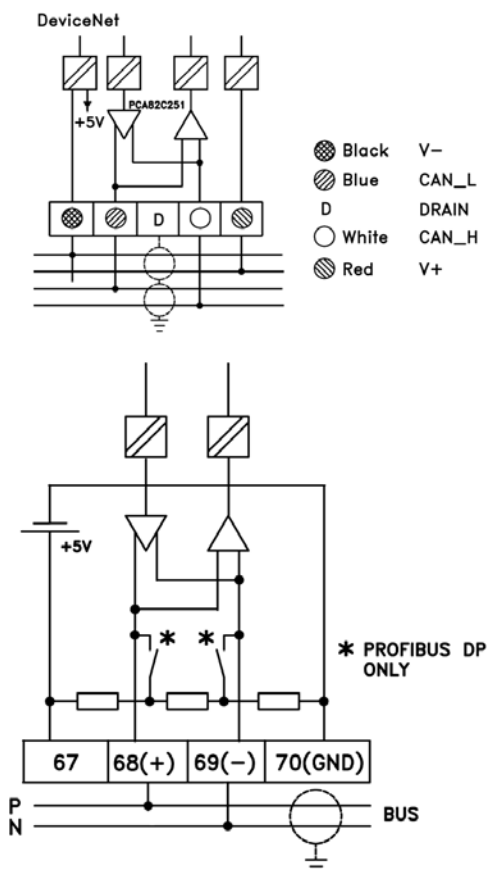 DeviceNet
PCA82C251
+5V
Black V-
Blue CAN_L
D DRAIN
White CAN_H
Red V+
D
+5V
* *
* PROFIBUS DP
ONLY
67 68(+) 69(-) 70(GND)
P
N
BUS